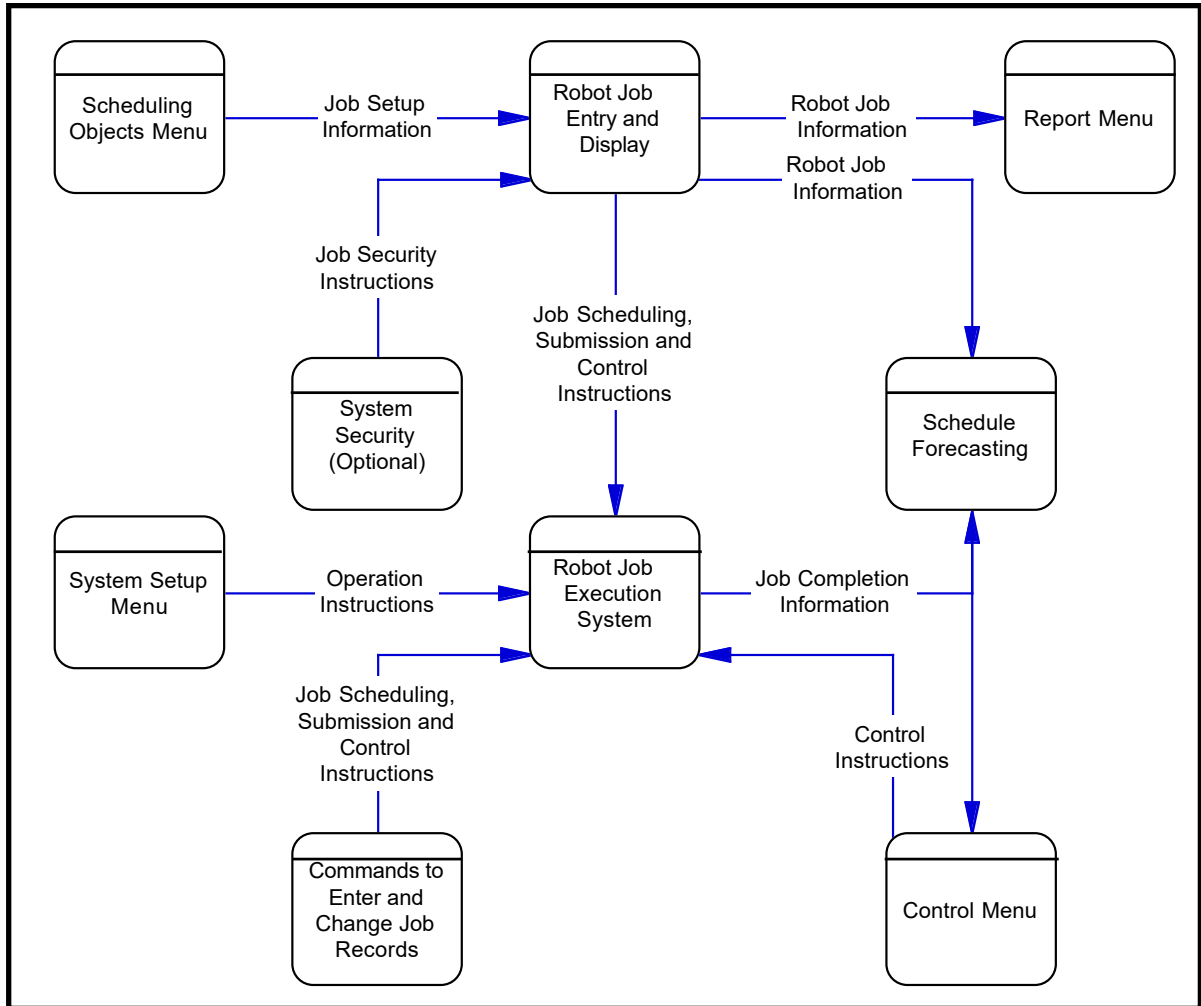 Scheduling
Objects Menu
Job Setup
Information
Robot Job
Entry and
Display
Robot Job
Information
Report Menu
Robot Job
Information
Job Security
Instructions
Job Scheduling,
Submission and
Control
Instructions
System
Security
(Optional)
Schedule
Forecasting
System Setup
Menu
Operation
Instructions
Robot Job
Execution
System
Job Completion
Information
Job Scheduling,
Submission and
Control
Instructions
Control
Instructions
Commands to
Enter and
Change Job
Records
Control Menu